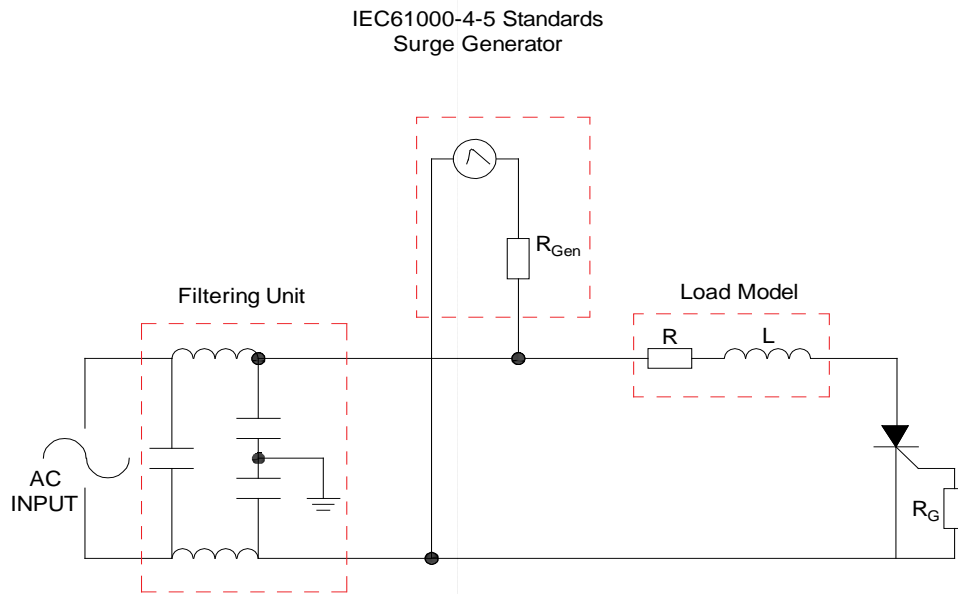 IEC61000-4-5 Standards
Surge Generator
R_Gen
Filtering Unit
Load Model
R
L
AC
INPUT
R_G